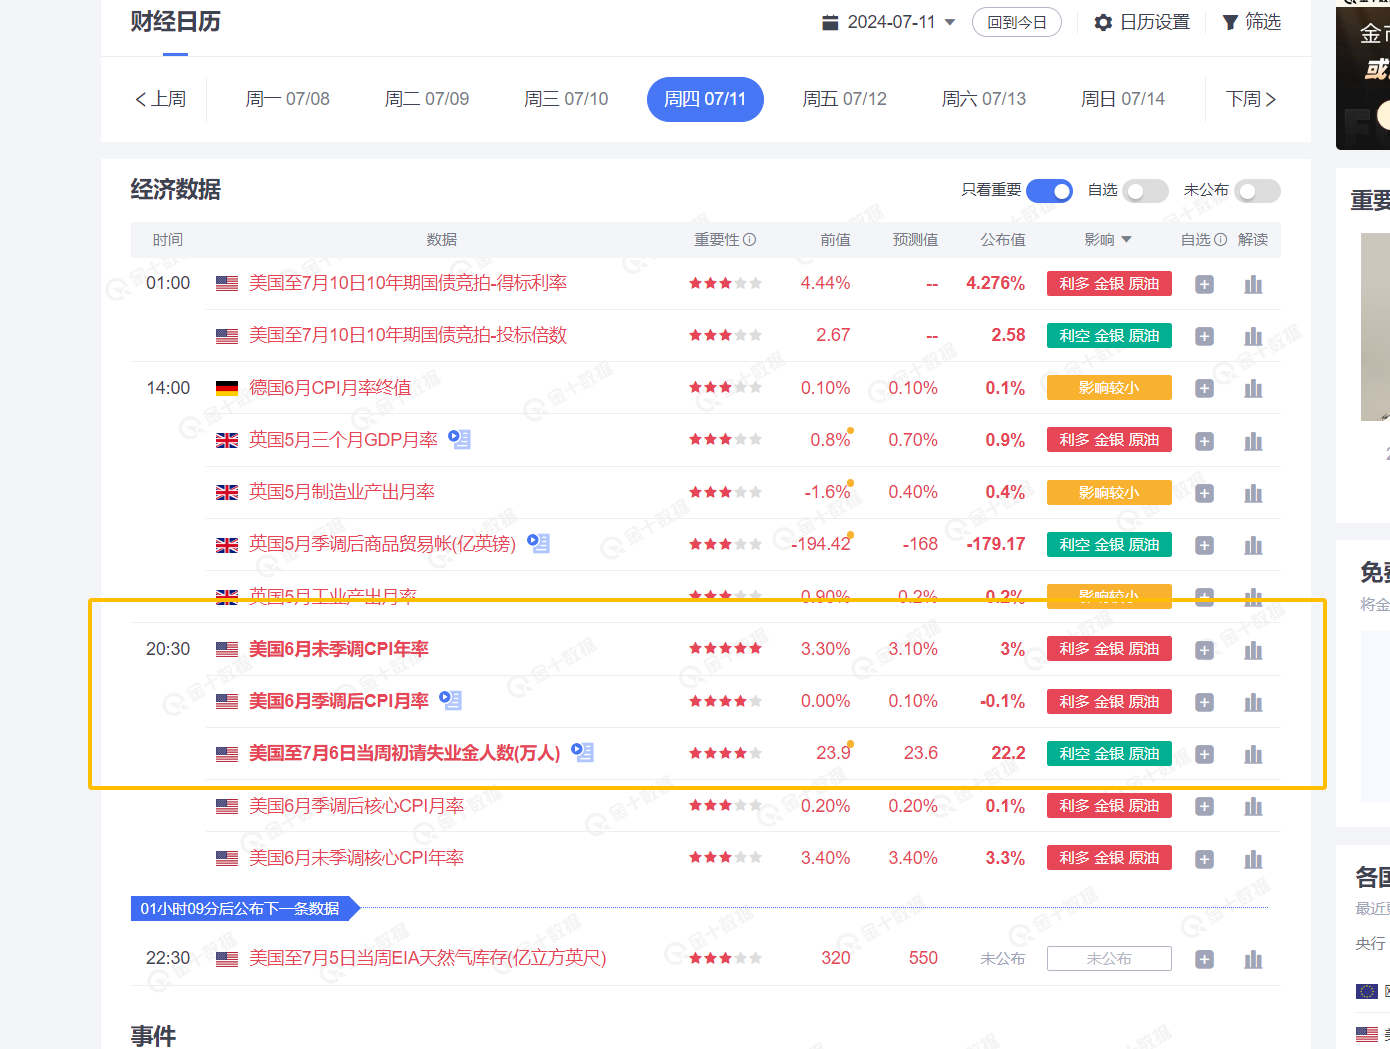 财经日历
2024-07-11 回到今日 日历设置 筛选
上周 周一 07/08 周二 07/09 周三 07/10 周四 07/11 周五 07/12 周六 07/13 周日 07/14 下周
经济数据
只看重要 自选 未公布
时间 数据 重要性 前值 预测值 公布值 影响 自选 解读
01:00 美国至7月10日10年期国债竞拍-得标利率 4.44% -- 4.276% 利多 金银 原油
美国至7月10日10年期国债竞拍-投标倍数 2.67 -- 2.58 利空 金银 原油
14:00 德国6月CPI月率终值 0.10% 0.10% 0.1% 影响较小
英国5月三个月GDP月率 0.8% 0.70% 0.9% 利多 金银 原油
英国5月制造业产出月率 -1.6% 0.40% 0.4% 影响较小
英国5月季调后商品贸易帐(亿英镑) -194.42 -168 -179.17 利空 金银 原油
英国5月工业产出月率 0.90% 0.2% 0.2% 影响较小
20:30 美国6月未季调CPI年率 3.30% 3.10% 3% 利多 金银 原油
美国6月季调后CPI月率 0.00% 0.10% -0.1% 利多 金银 原油
美国至7月6日当周初请失业金人数(万人) 23.9 23.6 22.2 利空 金银 原油
美国6月季调后核心CPI月率 0.20% 0.20% 0.1% 利多 金银 原油
美国6月未季调核心CPI年率 3.40% 3.40% 3.3% 利多 金银 原油
01小时09分后公布下一条数据
22:30 美国至7月5日当周EIA天然气库存(亿立方英尺) 320 550 未公布 未公布
事件
金
或
重要
免费
将金
各国
最近
央行
金十数据